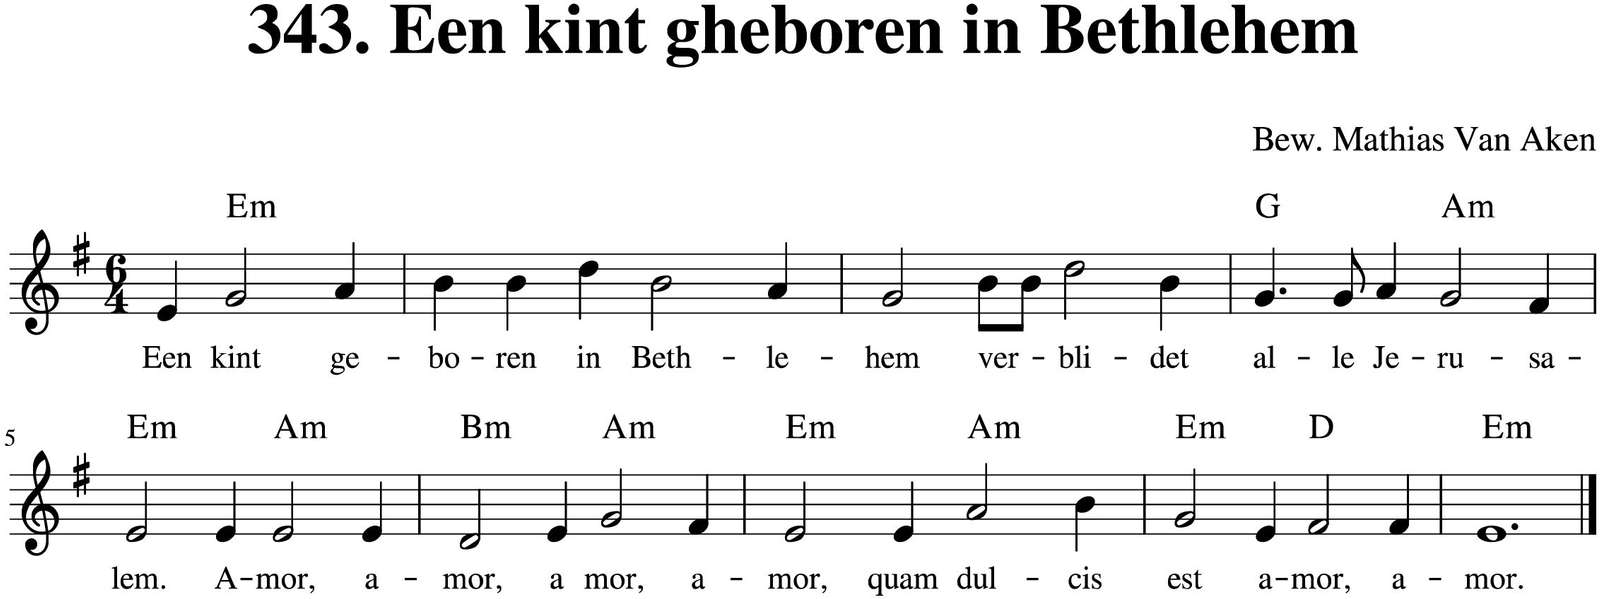 343. Een kint gheboren in Bethlehem
Bew. Mathias Van Aken
Em G Am
6
4
Een kint ge- -bo- -ren in Beth- -le- -hem ver- -bli- -det al- -le Je- -ru- -sa-
Em Am Bm Am Em Am Em D Em
5
lem. A- -mor, a- -mor, a mor, a- -mor, quam dul- -cis est a- -mor, a- -mor.